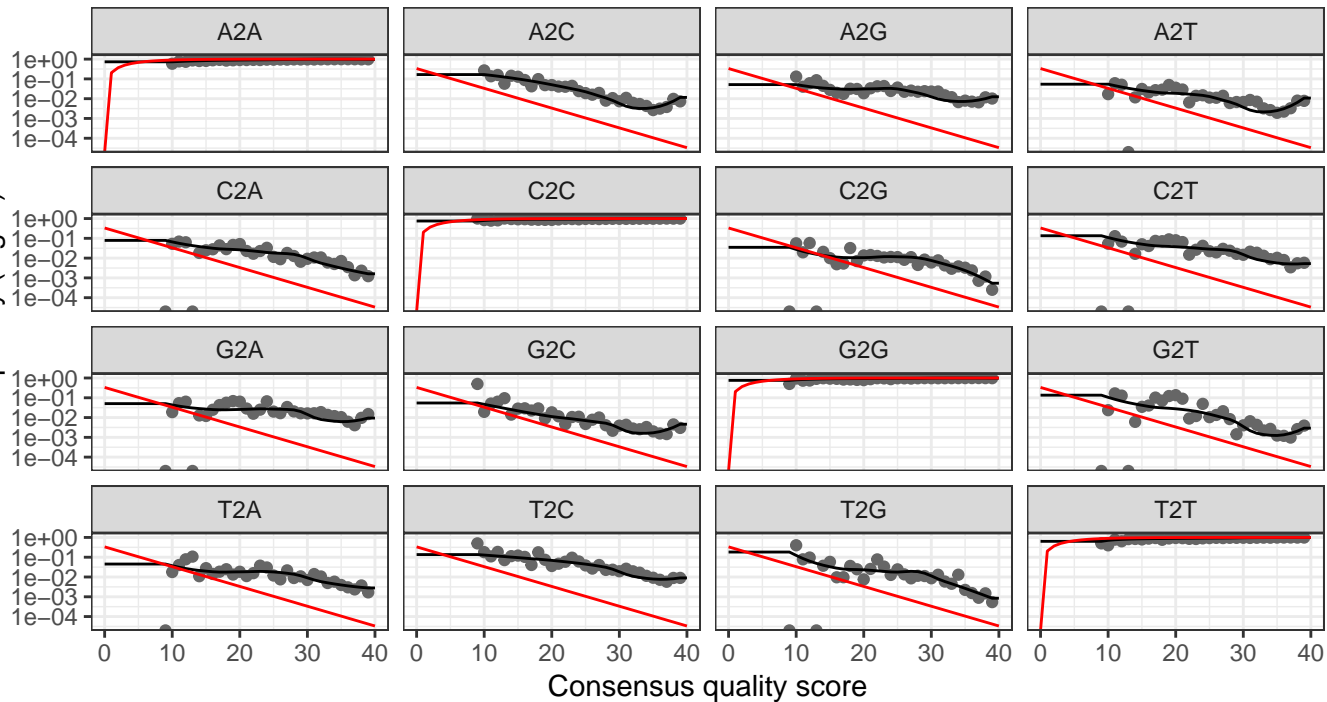 A2A A2C A2G A2T
1e+00
1e−01
1e−02
1e−03
1e−04
C2A C2C C2G C2T
1e+00
1e−01
1e−02
1e−03
1e−04
G2A G2C G2G G2T
1e+00
1e−01
1e−02
1e−03
1e−04
T2A T2C T2G T2T
1e+00
1e−01
1e−02
1e−03
1e−04
0 10 20 30 40 0 10 20 30 40 0 10 20 30 40 0 10 20 30 40
Consensus quality score